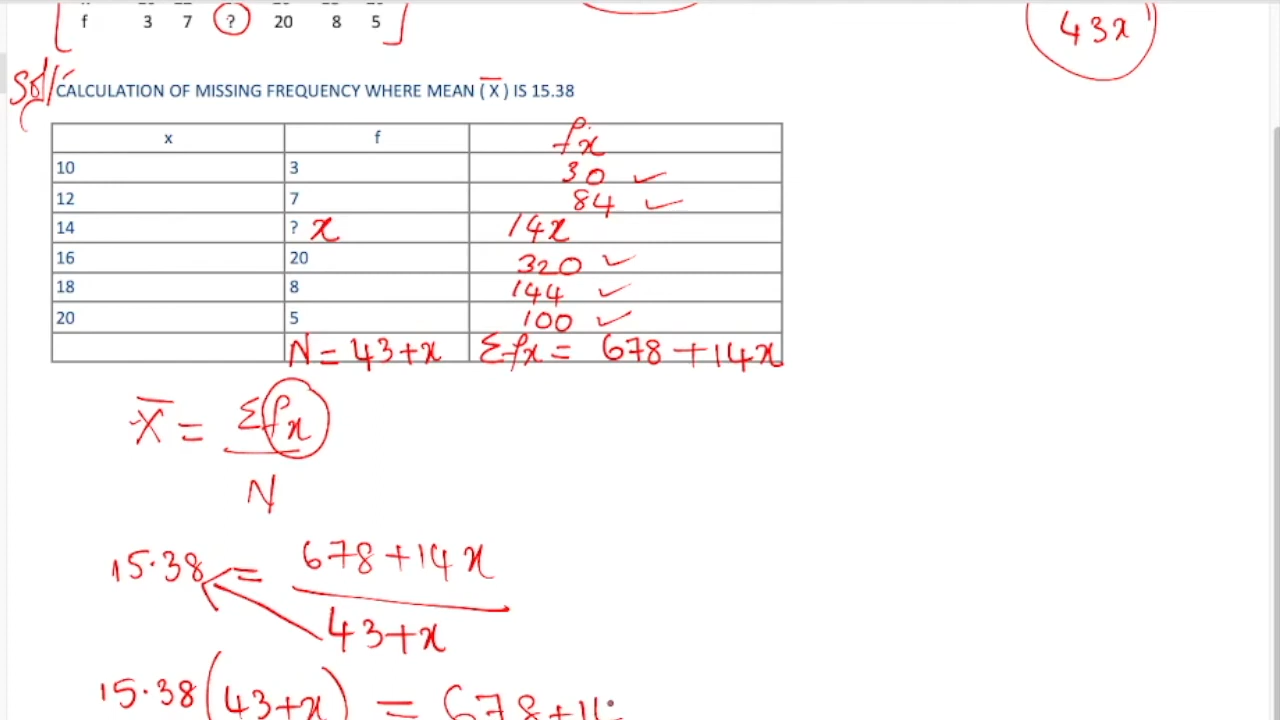 f 3 7 ? 20 8 5
43x
Sol/-
CALCULATION OF MISSING FREQUENCY WHERE MEAN ( X̅ ) IS 15.38
x f fx
10 3 30 ✓
12 7 84 ✓
14 ? x 14x
16 20 320 ✓
18 8 144 ✓
20 5 100 ✓
N = 43+x Σfx = 678 + 14x
X̅ = Σfx
N
15.38 = 678+14x
43+x
15.38(43+x) = 678+14